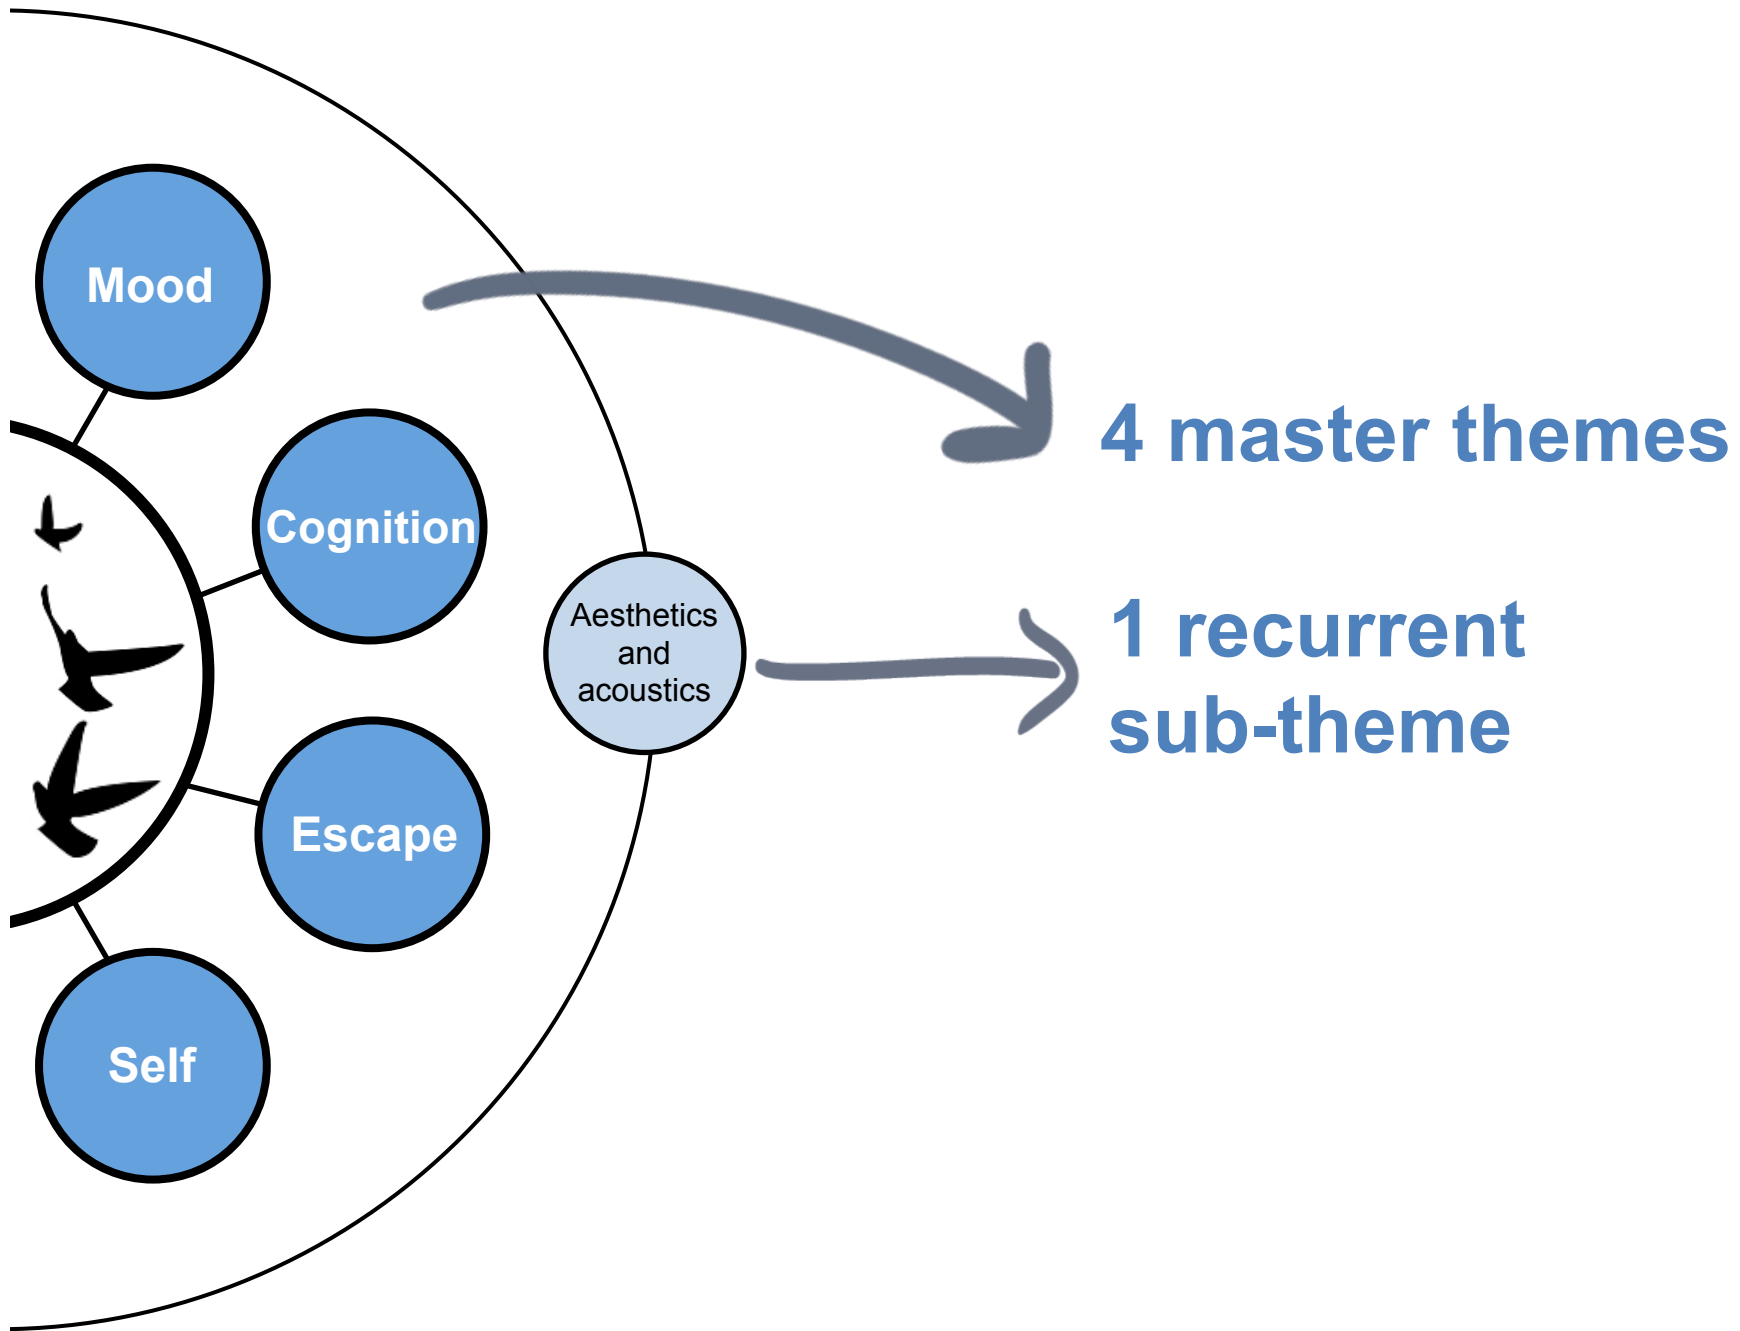 Mood
Cognition
Aesthetics
and
acoustics
Escape
Self
4 master themes
1 recurrent
sub-theme